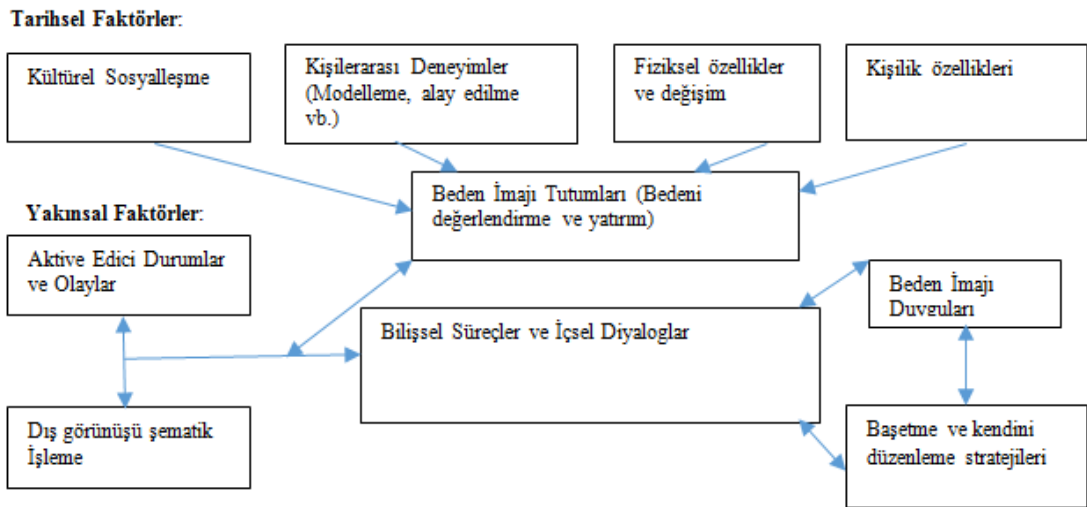 Tarihsel Faktörler:
Kültürel Sosyalleşme
Kişilerarası Deneyimler
(Modelleme, alay edilme
vb.)
Fiziksel özellikler
ve değişim
Kişilik özellikleri
Beden İmajı Tutumları (Bedeni
değerlendirme ve yatırım)
Yakınsal Faktörler:
Aktive Edici Durumlar
ve Olaylar
Bilişsel Süreçler ve İçsel Diyaloglar
Beden İmajı
Duyguları
Dış görünüşü şematik
İşleme
Başetme ve kendini
düzenleme stratejileri